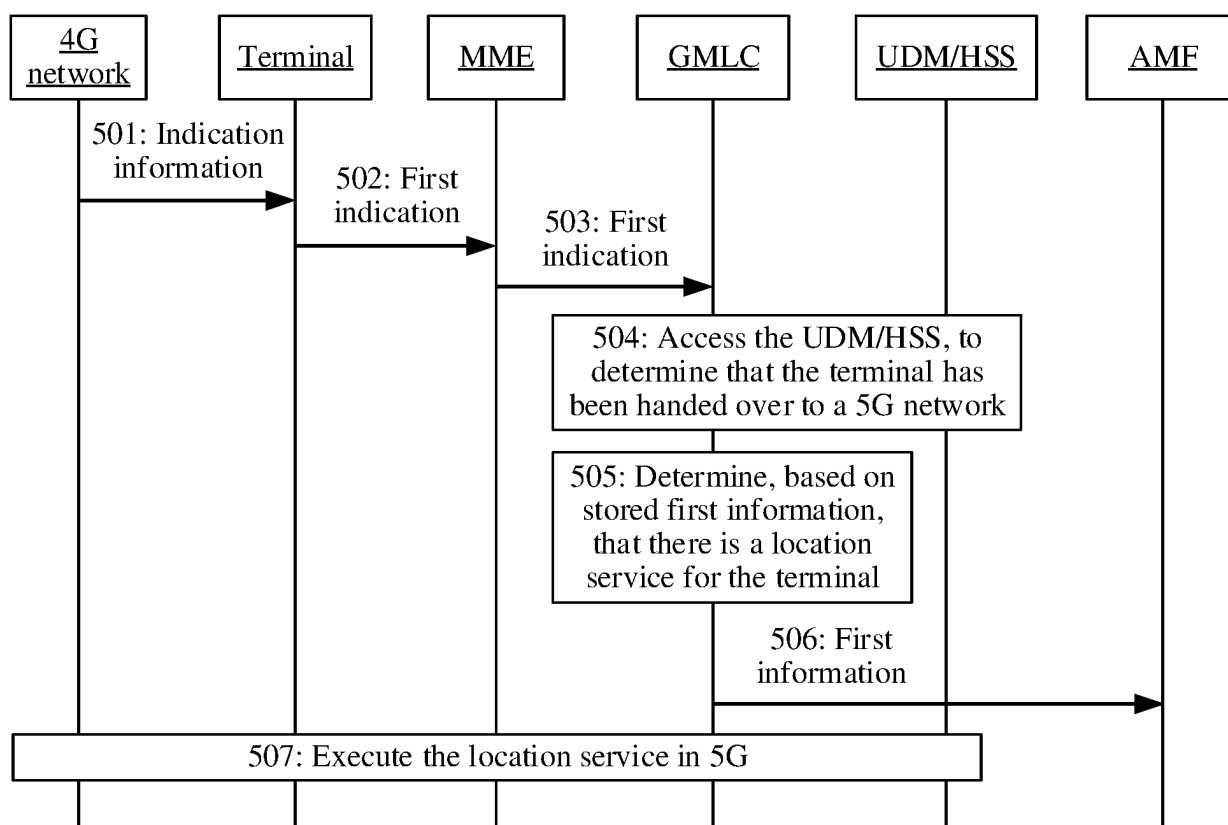 4G
network
Terminal
MME
GMLC
UDM/HSS
AMF
501: Indication
information
502: First
indication
503: First
indication
504: Access the UDM/HSS, to
determine that the terminal has
been handed over to a 5G network
505: Determine, based on
stored first information,
that there is a location
service for the terminal
506: First
information
507: Execute the location service in 5G